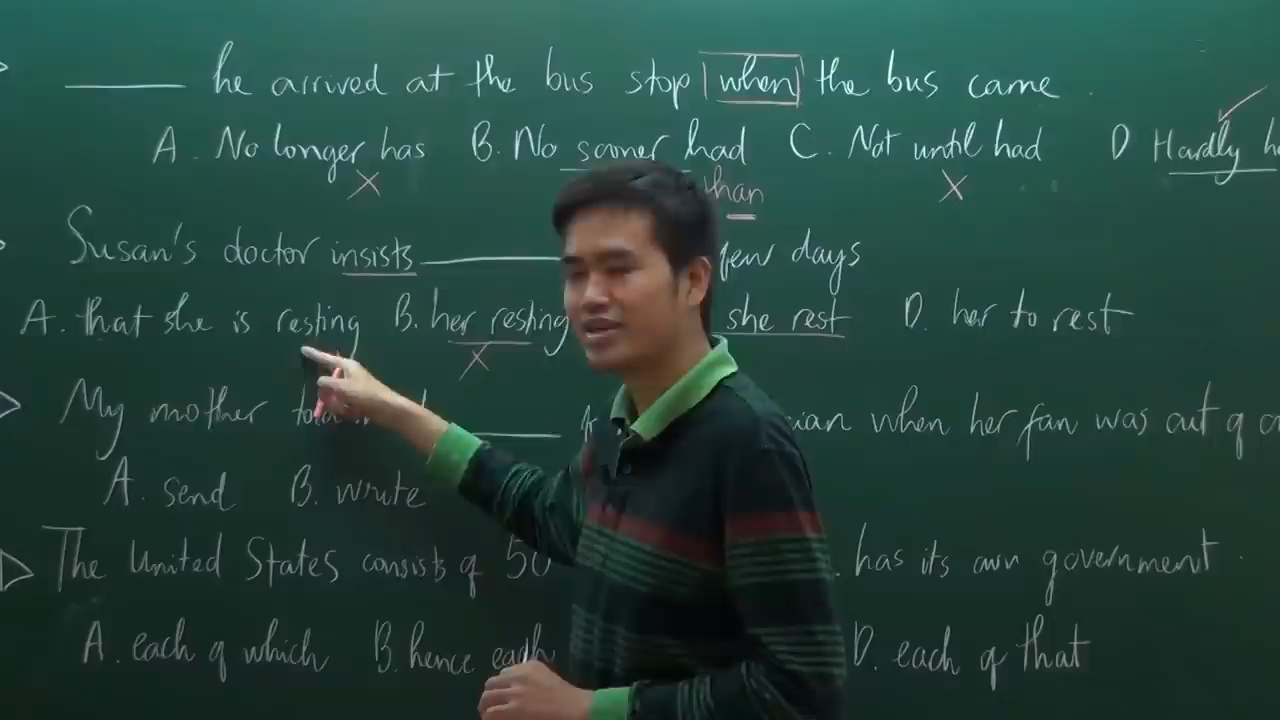 ____ he arrived at the bus stop when the bus came .
A . No longer has B. No sooner had C. Not until had D Hardly
than
Susan's doctor insists ____ few days
A. that she is resting B. her resting she rest D. her to rest
My mother ____ when her fan was out of
A. send B. write
The United States consists of 50 has its own government .
A. each of which B. hence each D. each of that